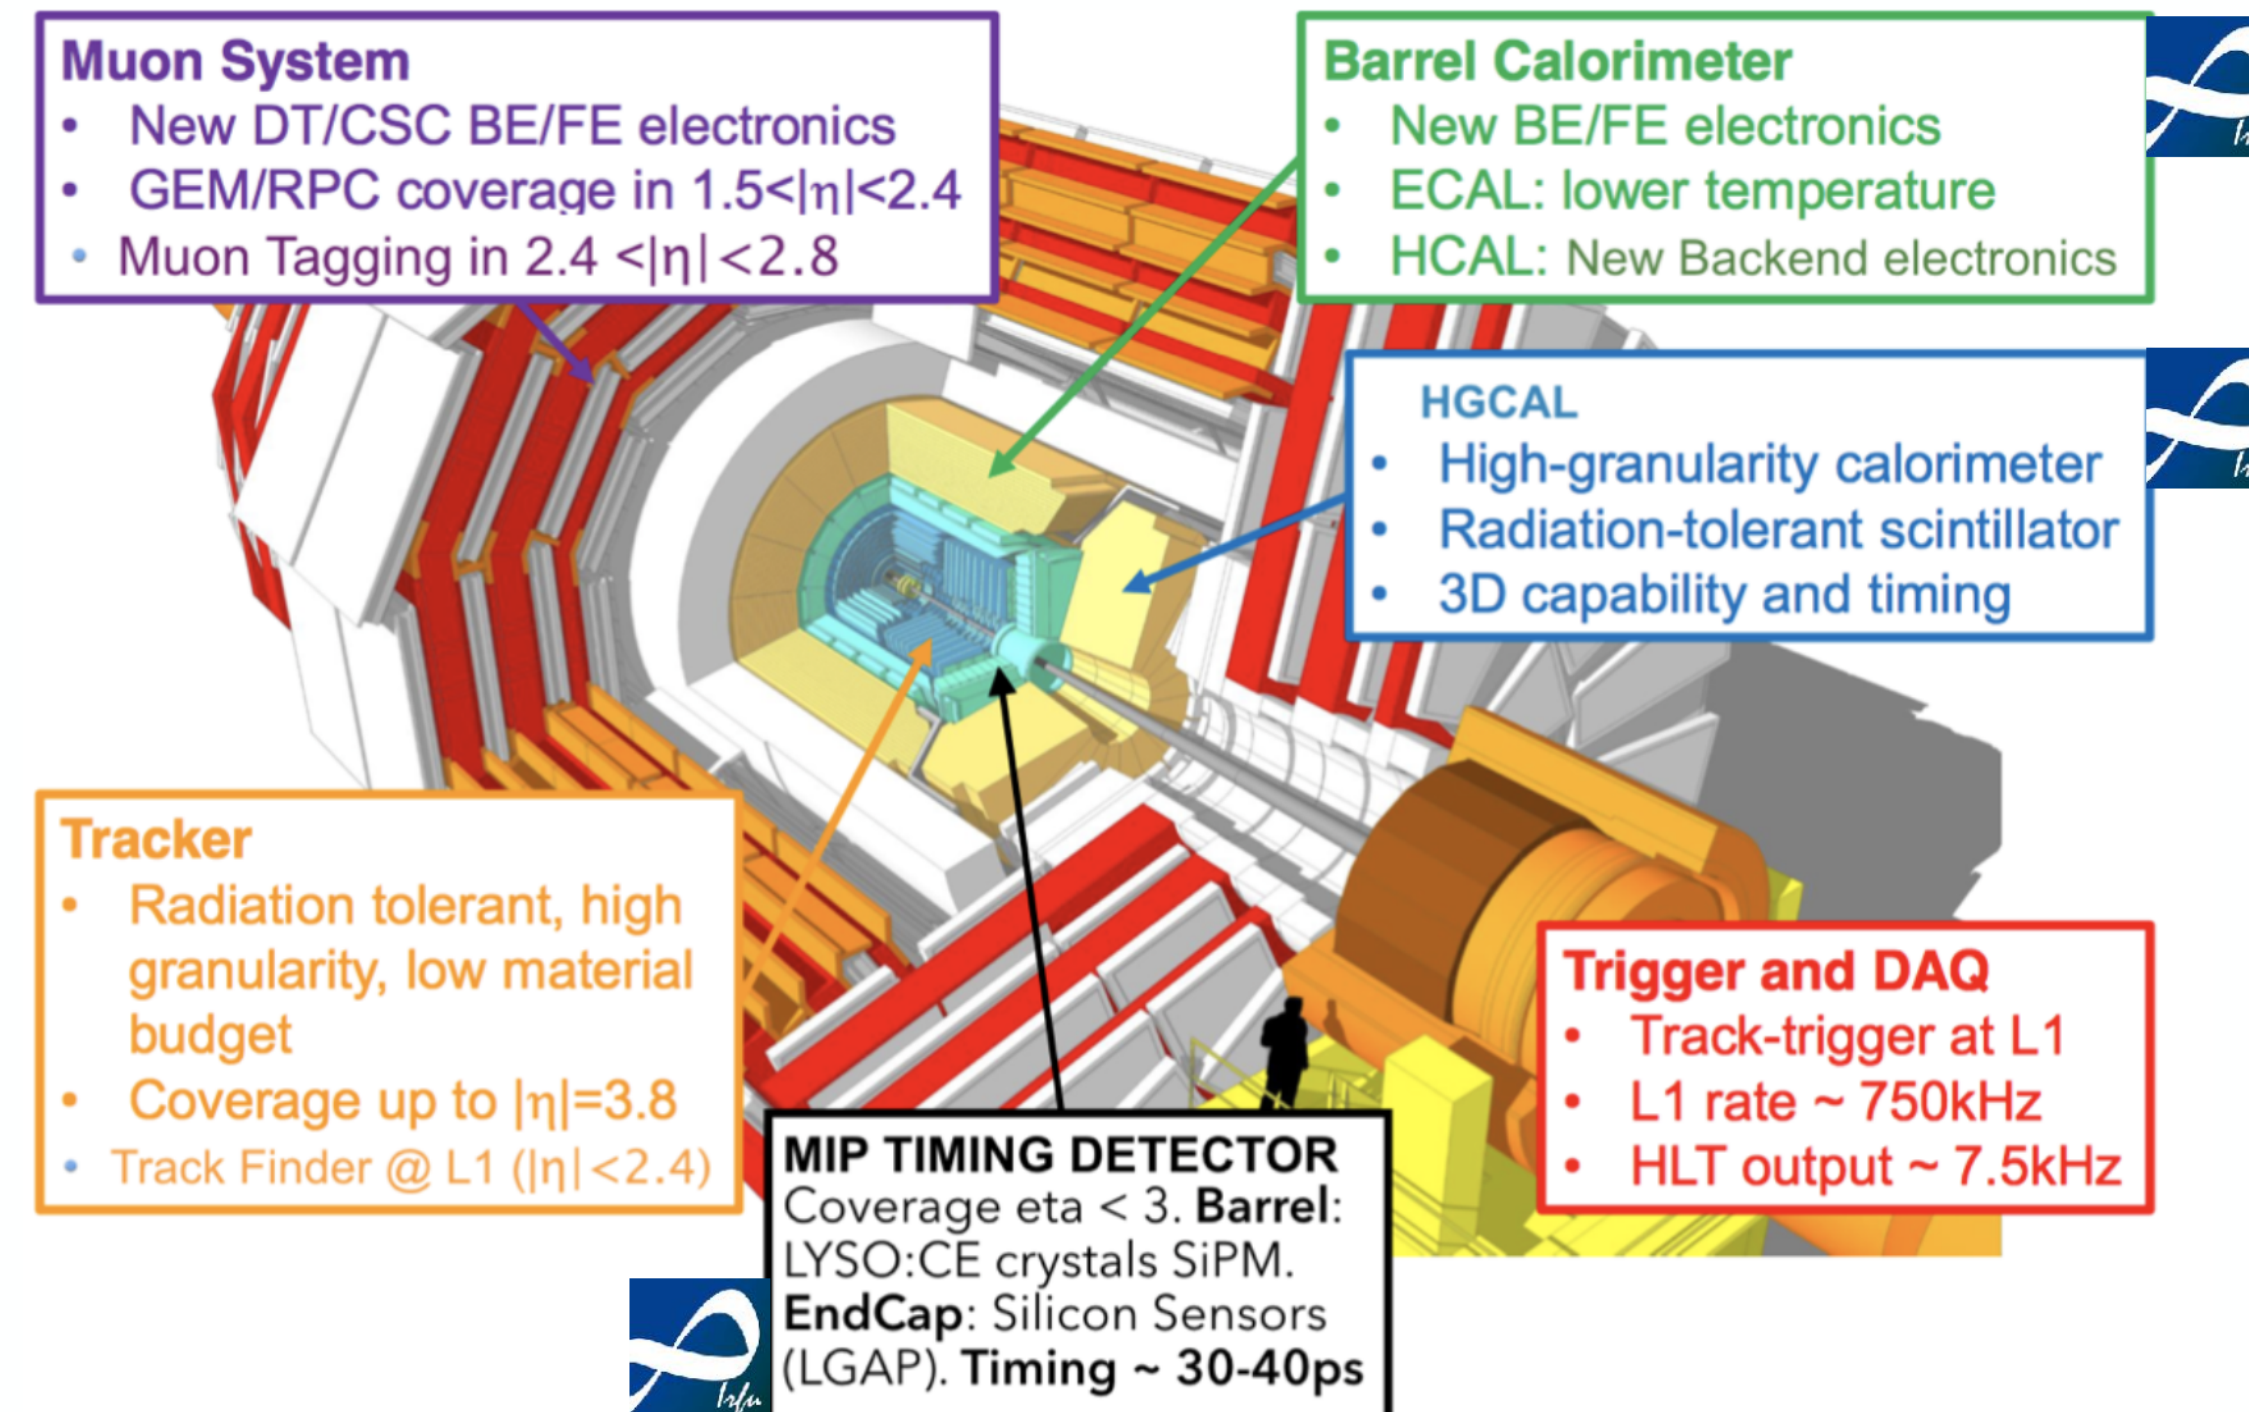 Muon System
• New DT/CSC BE/FE electronics
• GEM/RPC coverage in 1.5<|η|<2.4
• Muon Tagging in 2.4 <|η|<2.8
Barrel Calorimeter
• New BE/FE electronics
• ECAL: lower temperature
• HCAL: New Backend electronics
HGCAL
• High-granularity calorimeter
• Radiation-tolerant scintillator
• 3D capability and timing
Tracker
• Radiation tolerant, high
granularity, low material
budget
• Coverage up to |η|=3.8
• Track Finder @ L1 (|η|<2.4)
MIP TIMING DETECTOR
Coverage eta < 3. Barrel:
LYSO:CE crystals SiPM.
EndCap: Silicon Sensors
(LGAP). Timing ~ 30-40ps
Trigger and DAQ
• Track-trigger at L1
• L1 rate ~ 750kHz
• HLT output ~ 7.5kHz
Irfu